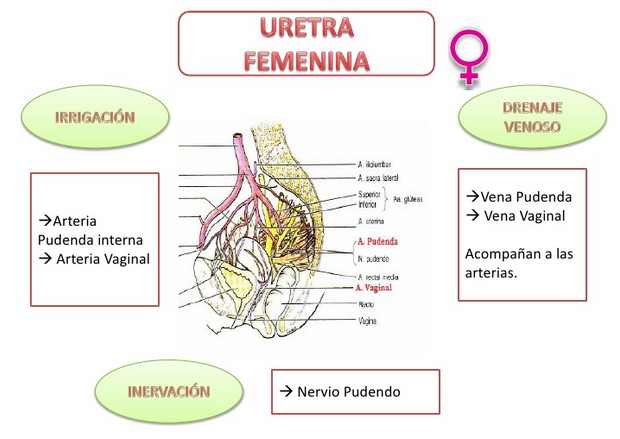 URETRA
FEMENINA
IRRIGACIÓN
→Arteria
Pudenda interna
→ Arteria Vaginal
DRENAJE
VENOSO
→Vena Pudenda
→ Vena Vaginal
Acompañan a las
arterias.
A. iliolumbar
A. sacra lateral
Superior
Inferior
Aa. glúteas
A. uterina
A. Pudenda
N. pudendo
A. rectal media
A. Vaginal
Recto
Vagina
INERVACIÓN
→ Nervio Pudendo